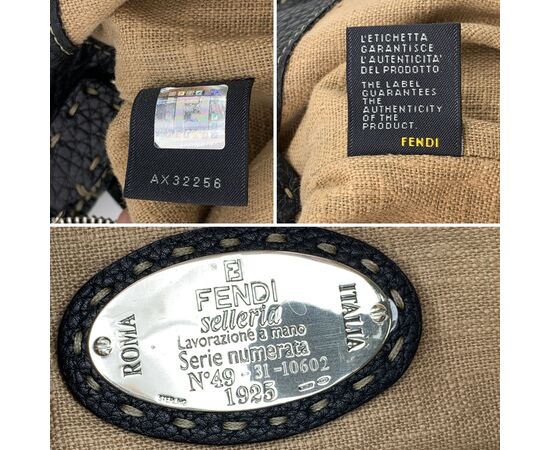 AX32256
L'ETICHETTA
GARANTISCE
L'AUTENTICITA'
DEL PRODOTTO
THE LABEL
GUARANTEES
THE
AUTHENTICITY
OF THE
PRODUCT.
FENDI
FENDI
selleria
Lavorazione a mano
Serie numerata
N° 49 - 31 - 10602
1925
ROMA
ITALIA
STERLING